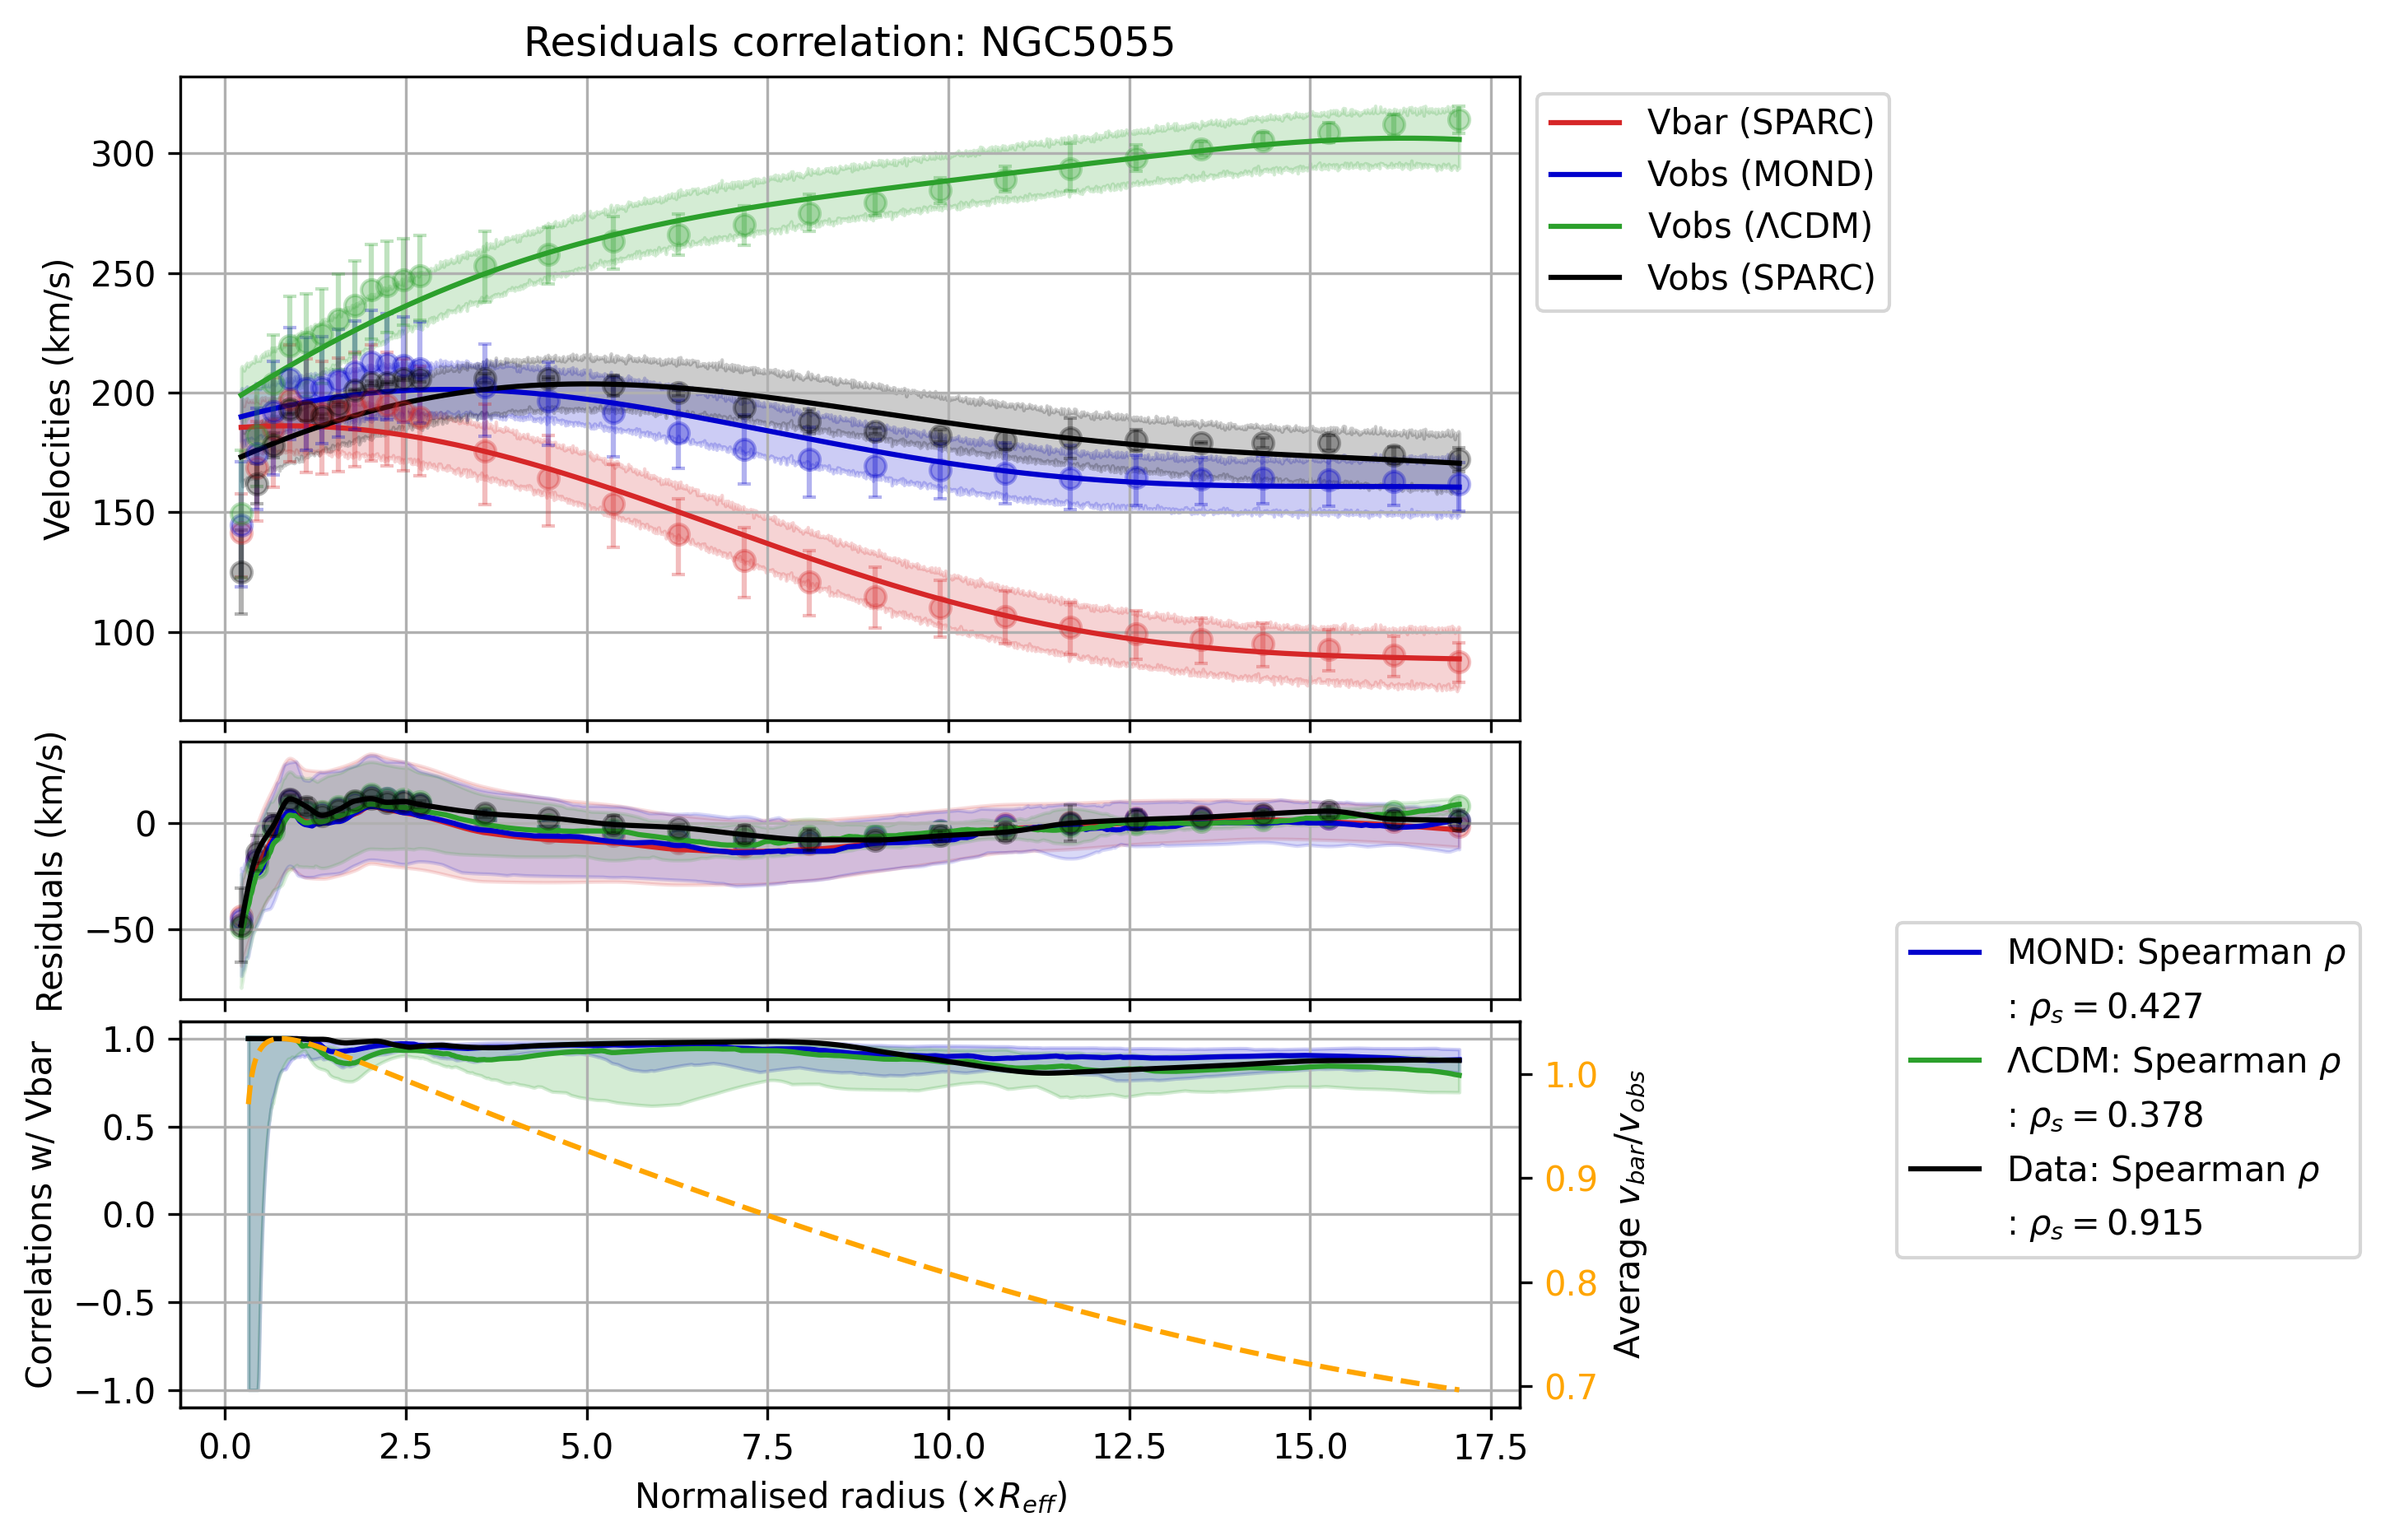 Residuals correlation: NGC5055
Velocities (km/s)
300
250
200
150
100
Vbar (SPARC)
Vobs (MOND)
Vobs (ΛCDM)
Vobs (SPARC)
Residuals (km/s)
0
−50
Correlations w/ Vbar
1.0
0.5
0.0
−0.5
−1.0
1.0
0.9
0.8
0.7
Average v_bar/v_obs
MOND: Spearman ρ
: ρ_s = 0.427
ΛCDM: Spearman ρ
: ρ_s = 0.378
Data: Spearman ρ
: ρ_s = 0.915
0.0 2.5 5.0 7.5 10.0 12.5 15.0 17.5
Normalised radius (×R_eff)